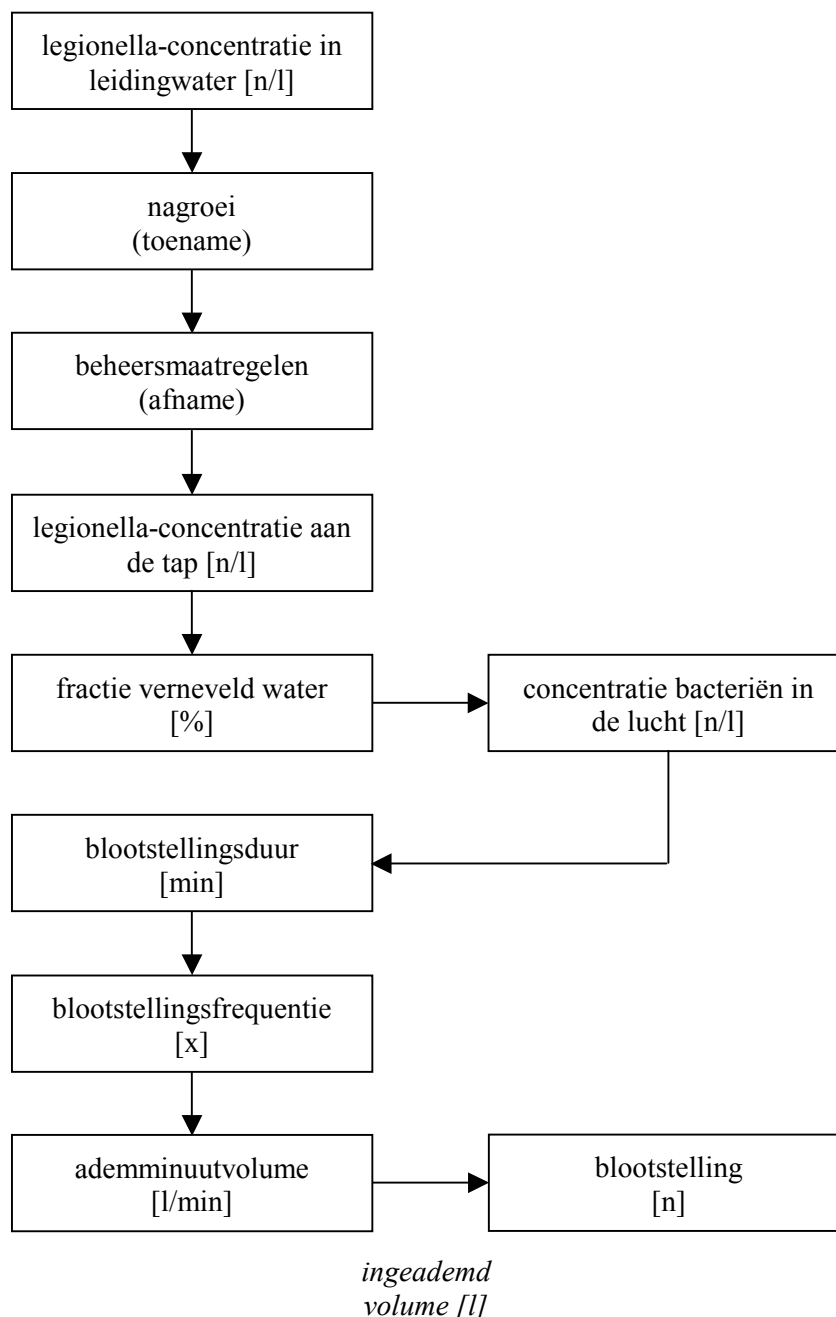 legionella-concentratie in
leidingwater [n/l]
nagroei
(toename)
beheersmaatregelen
(afname)
legionella-concentratie aan
de tap [n/l]
fractie verneveld water
[%]
concentratie bacteriën in
de lucht [n/l]
blootstellingsduur
[min]
blootstellingsfrequentie
[x]
ademminuutvolume
[l/min]
blootstelling
[n]
ingeademd
volume [l]